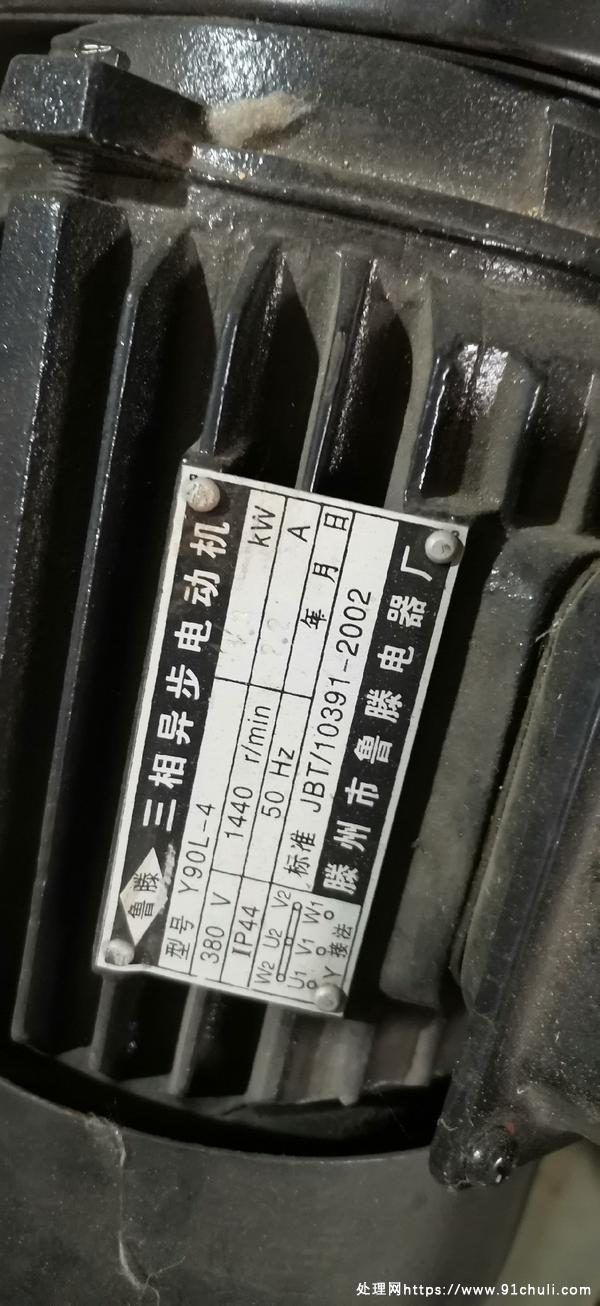 鲁滕
三相异步电动机
型号 Y90L-4 kW
380 V 1440 r/min A
IP44 50 Hz 年 月 日
W2 U2 V2
U1 V1 W1
Y 接法
标准 JBT/10391-2002
滕州市鲁滕电器厂
处理网https://www.91chuli.com/